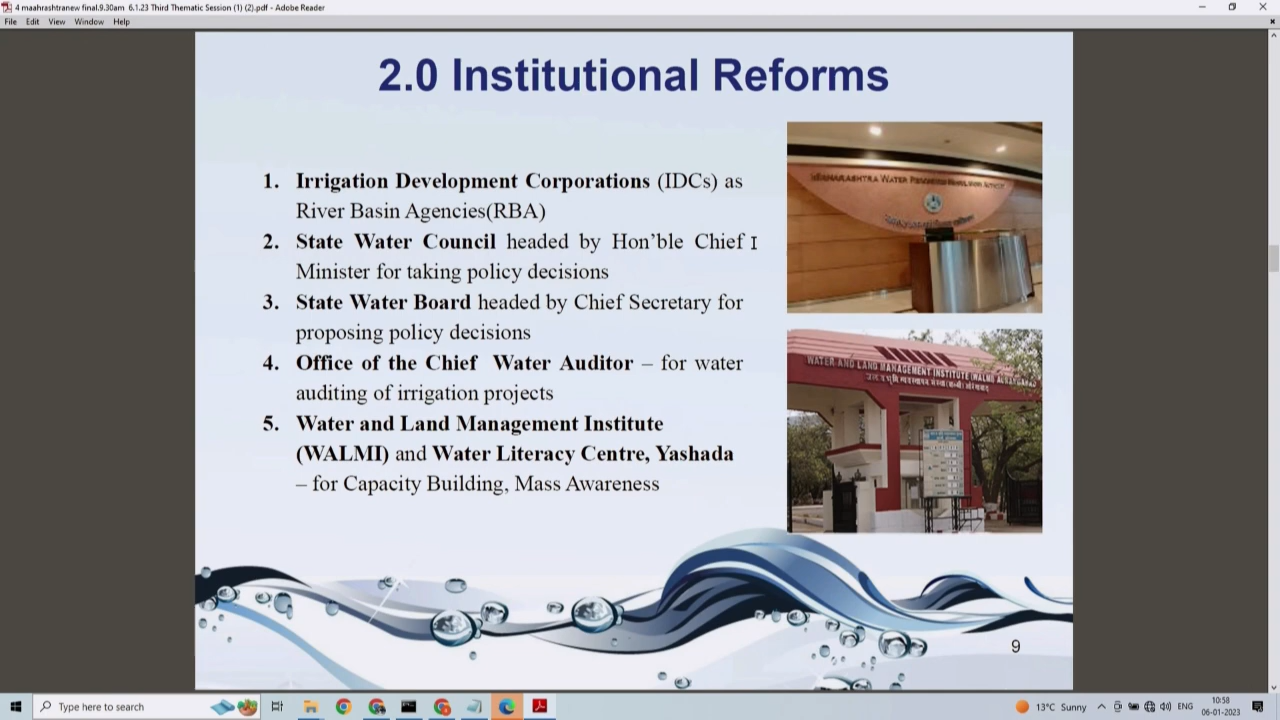 4 maahrashtranew final.9.30am 6.1.23 Third Thematic Session (1) (2).pdf - Adobe Reader
File Edit View Window Help
2.0 Institutional Reforms
1. Irrigation Development Corporations (IDCs) as
River Basin Agencies(RBA)
2. State Water Council headed by Hon'ble Chief
Minister for taking policy decisions
3. State Water Board headed by Chief Secretary for
proposing policy decisions
4. Office of the Chief Water Auditor – for water
auditing of irrigation projects
5. Water and Land Management Institute
(WALMI) and Water Literacy Centre, Yashada
– for Capacity Building, Mass Awareness
MAHARASHTRA WATER
WATER AND LAND MANAGEMENT INSTITUTE (WALMI) AURANGABAD
9
Type here to search
13°C Sunny
ENG
10:58
06-01-2023